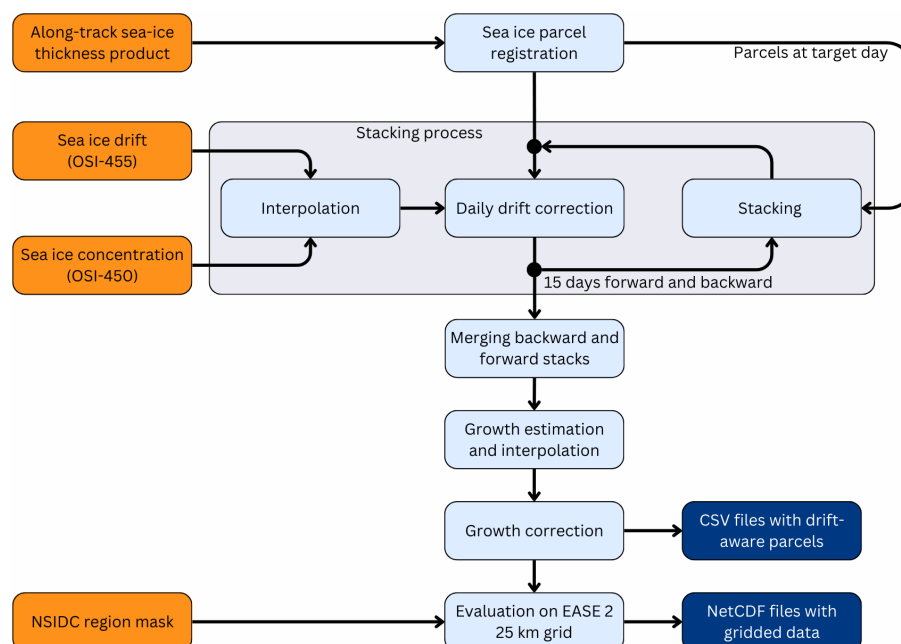 Along-track sea-ice
thickness product
Sea ice parcel
registration
Parcels at target day
Stacking process
Sea ice drift
(OSI-455)
Interpolation
Daily drift correction
Stacking
Sea ice concentration
(OSI-450)
15 days forward and backward
Merging backward and
forward stacks
Growth estimation
and interpolation
Growth correction
CSV files with drift-
aware parcels
NSIDC region mask
Evaluation on EASE 2
25 km grid
NetCDF files with
gridded data